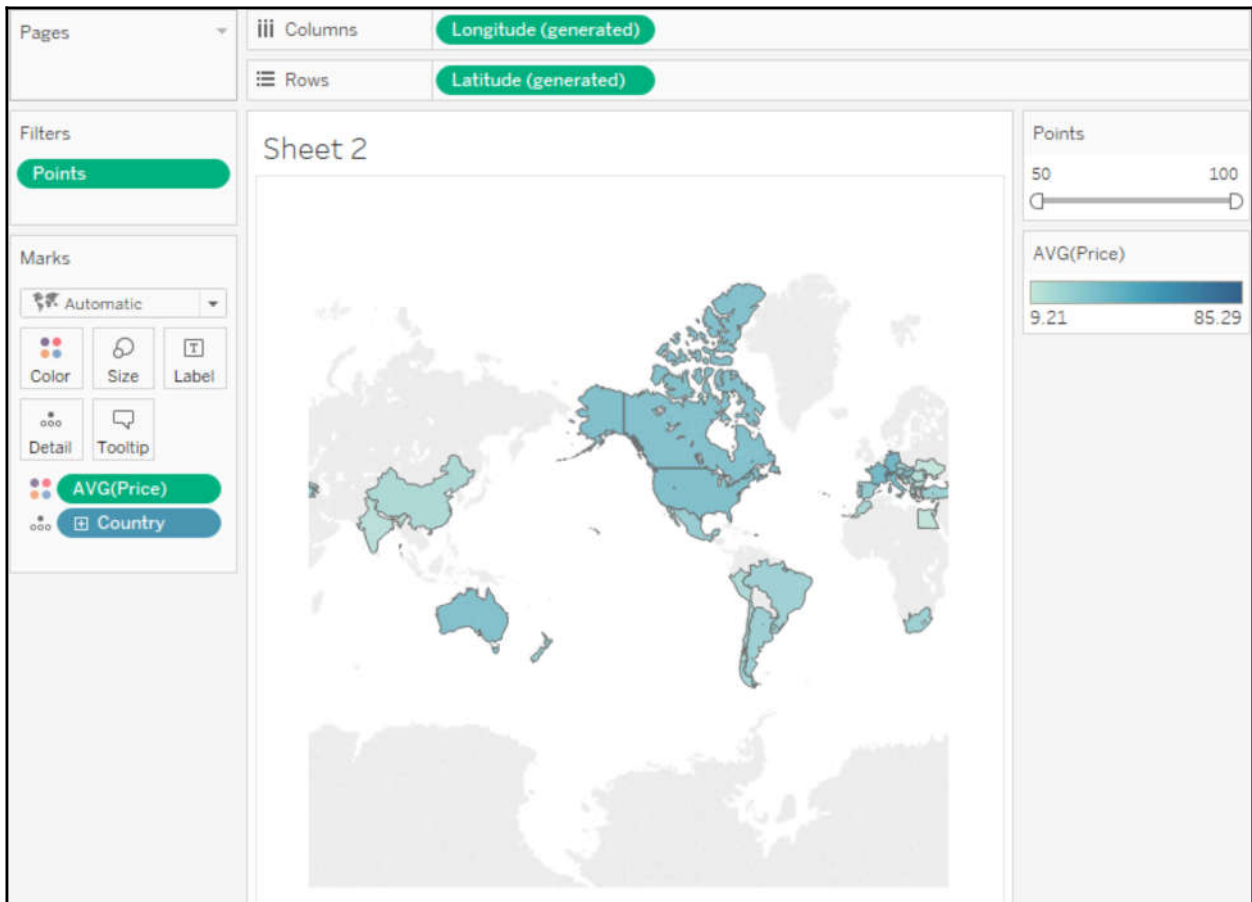 Pages
Columns
Longitude (generated)
Rows
Latitude (generated)
Filters
Points
Marks
Automatic
Color
Size
T
Label
Detail
Tooltip
AVG(Price)
Country
Sheet 2
Points
50 100
AVG(Price)
9.21 85.29